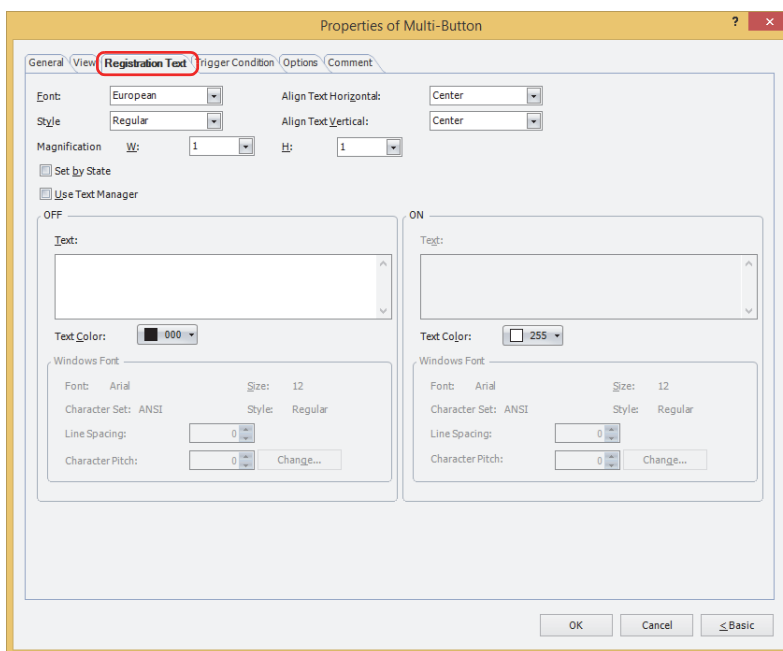 Properties of Multi-Button
? ×
General View Registration Text Trigger Condition Options Comment
Font: European Align Text Horizontal: Center
Style Regular Align Text Vertical: Center
Magnification W: 1 H: 1
Set by State
Use Text Manager
OFF
Text:
Text Color: 000
Windows Font
Font: Arial Size: 12
Character Set: ANSI Style: Regular
Line Spacing: 0
Character Pitch: 0 Change...
ON
Text:
Text Color: 255
Windows Font
Font: Arial Size: 12
Character Set: ANSI Style: Regular
Line Spacing: 0
Character Pitch: 0 Change...
OK Cancel < Basic